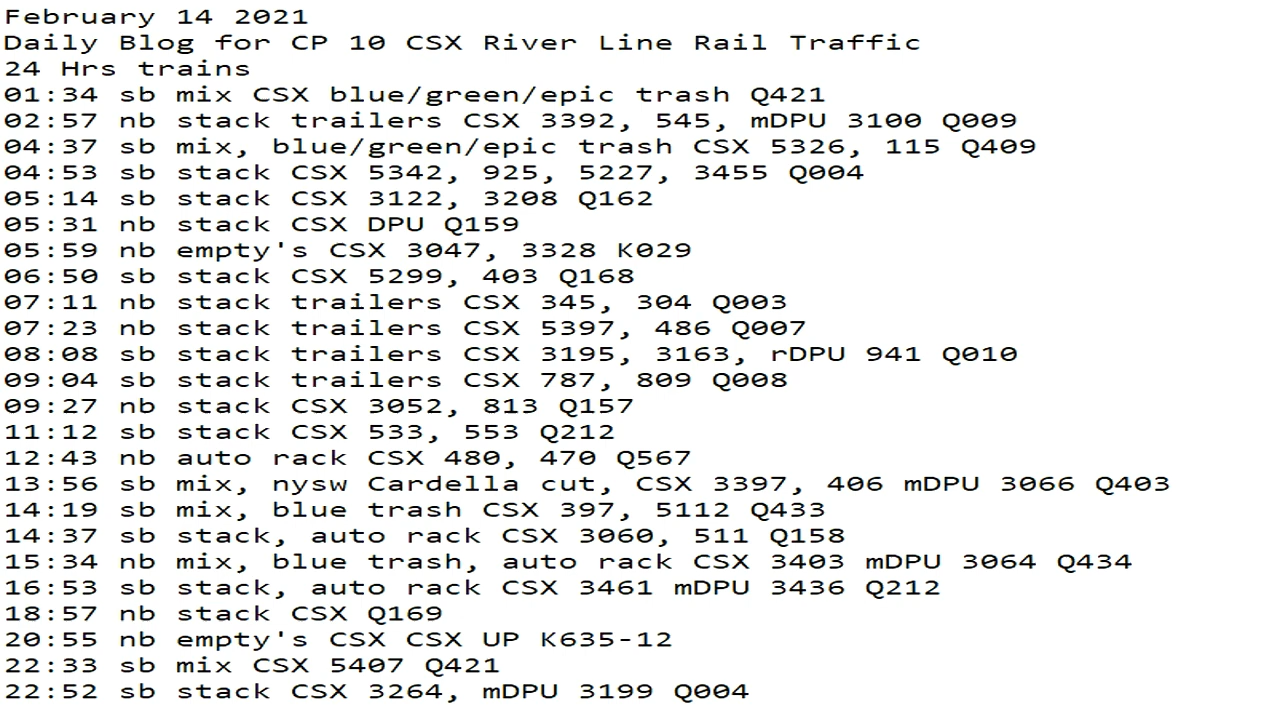 February 14 2021
Daily Blog for CP 10 CSX River Line Rail Traffic
24 Hrs trains
01:34 sb mix CSX blue/green/epic trash Q421
02:57 nb stack trailers CSX 3392, 545, mDPU 3100 Q009
04:37 sb mix, blue/green/epic trash CSX 5326, 115 Q409
04:53 sb stack CSX 5342, 925, 5227, 3455 Q004
05:14 sb stack CSX 3122, 3208 Q162
05:31 nb stack CSX DPU Q159
05:59 nb empty's CSX 3047, 3328 K029
06:50 sb stack CSX 5299, 403 Q168
07:11 nb stack trailers CSX 345, 304 Q003
07:23 nb stack trailers CSX 5397, 486 Q007
08:08 sb stack trailers CSX 3195, 3163, rDPU 941 Q010
09:04 sb stack trailers CSX 787, 809 Q008
09:27 nb stack CSX 3052, 813 Q157
11:12 sb stack CSX 533, 553 Q212
12:43 nb auto rack CSX 480, 470 Q567
13:56 sb mix, nysw Cardella cut, CSX 3397, 406 mDPU 3066 Q403
14:19 sb mix, blue trash CSX 397, 5112 Q433
14:37 sb stack, auto rack CSX 3060, 511 Q158
15:34 nb mix, blue trash, auto rack CSX 3403 mDPU 3064 Q434
16:53 sb stack, auto rack CSX 3461 mDPU 3436 Q212
18:57 nb stack CSX Q169
20:55 nb empty's CSX CSX UP K635-12
22:33 sb mix CSX 5407 Q421
22:52 sb stack CSX 3264, mDPU 3199 Q004